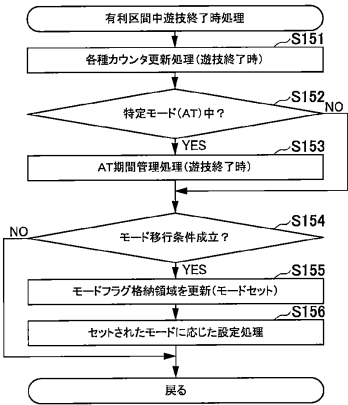 有利区間中遊技終了時処理
S151
各種カウンタ更新処理(遊技終了時)
S152
特定モード(AT)中?
NO
YES
S153
AT期間管理処理(遊技終了時)
S154
NO
モード移行条件成立?
YES
S155
モードフラグ格納領域を更新(モードセット)
S156
セットされたモードに応じた設定処理
戻る